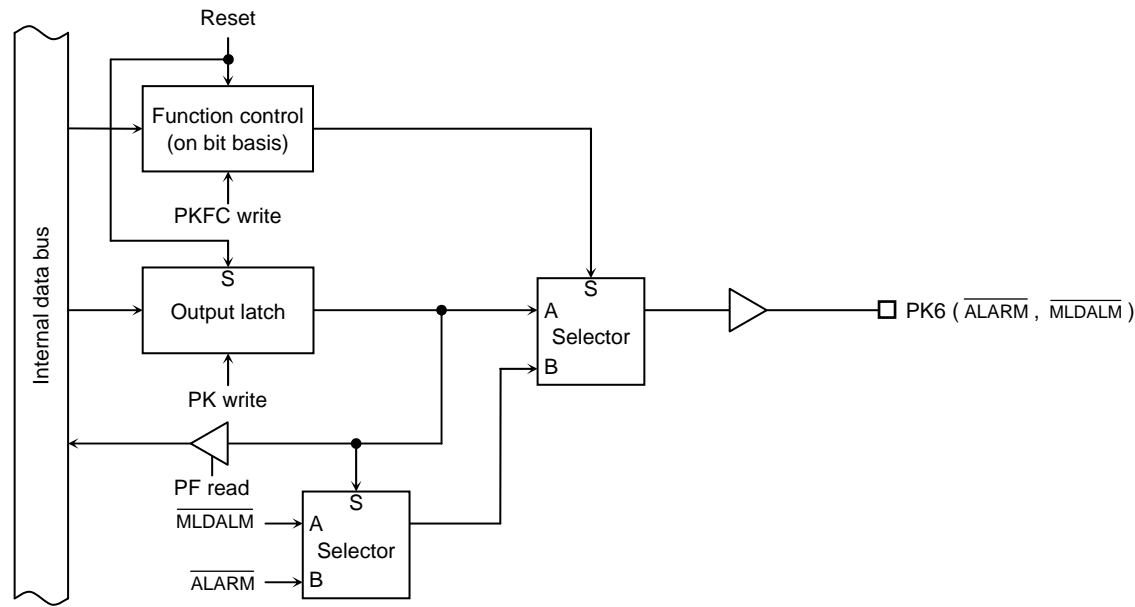 Reset
Function control
(on bit basis)
PKFC write
Internal data bus
S
Output latch
PK write
S
A
Selector
B
PK6 ( ALARM , MLDALM )
PF read
S
MLDALM
A
Selector
ALARM
B